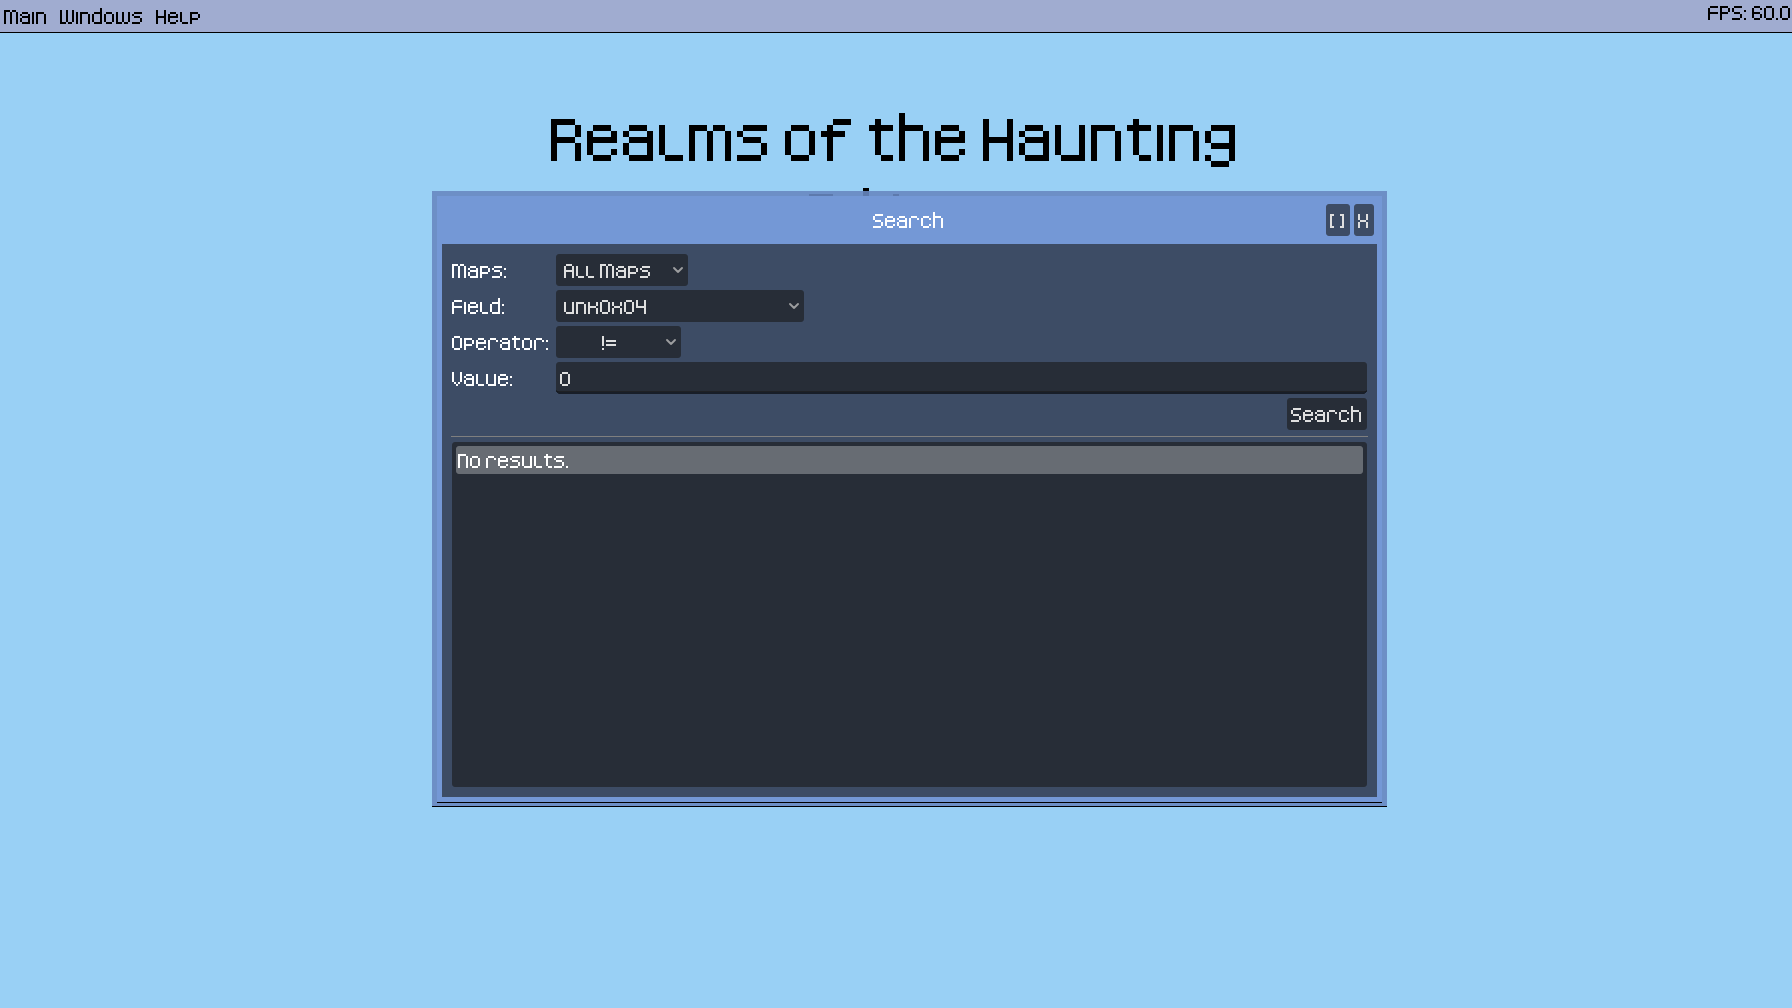 Main Windows Help FPS: 60.0
Realms of the Haunting
Search [] X
Maps: All Maps
Field: unk0x04
Operator: !=
Value: 0
Search
No results.